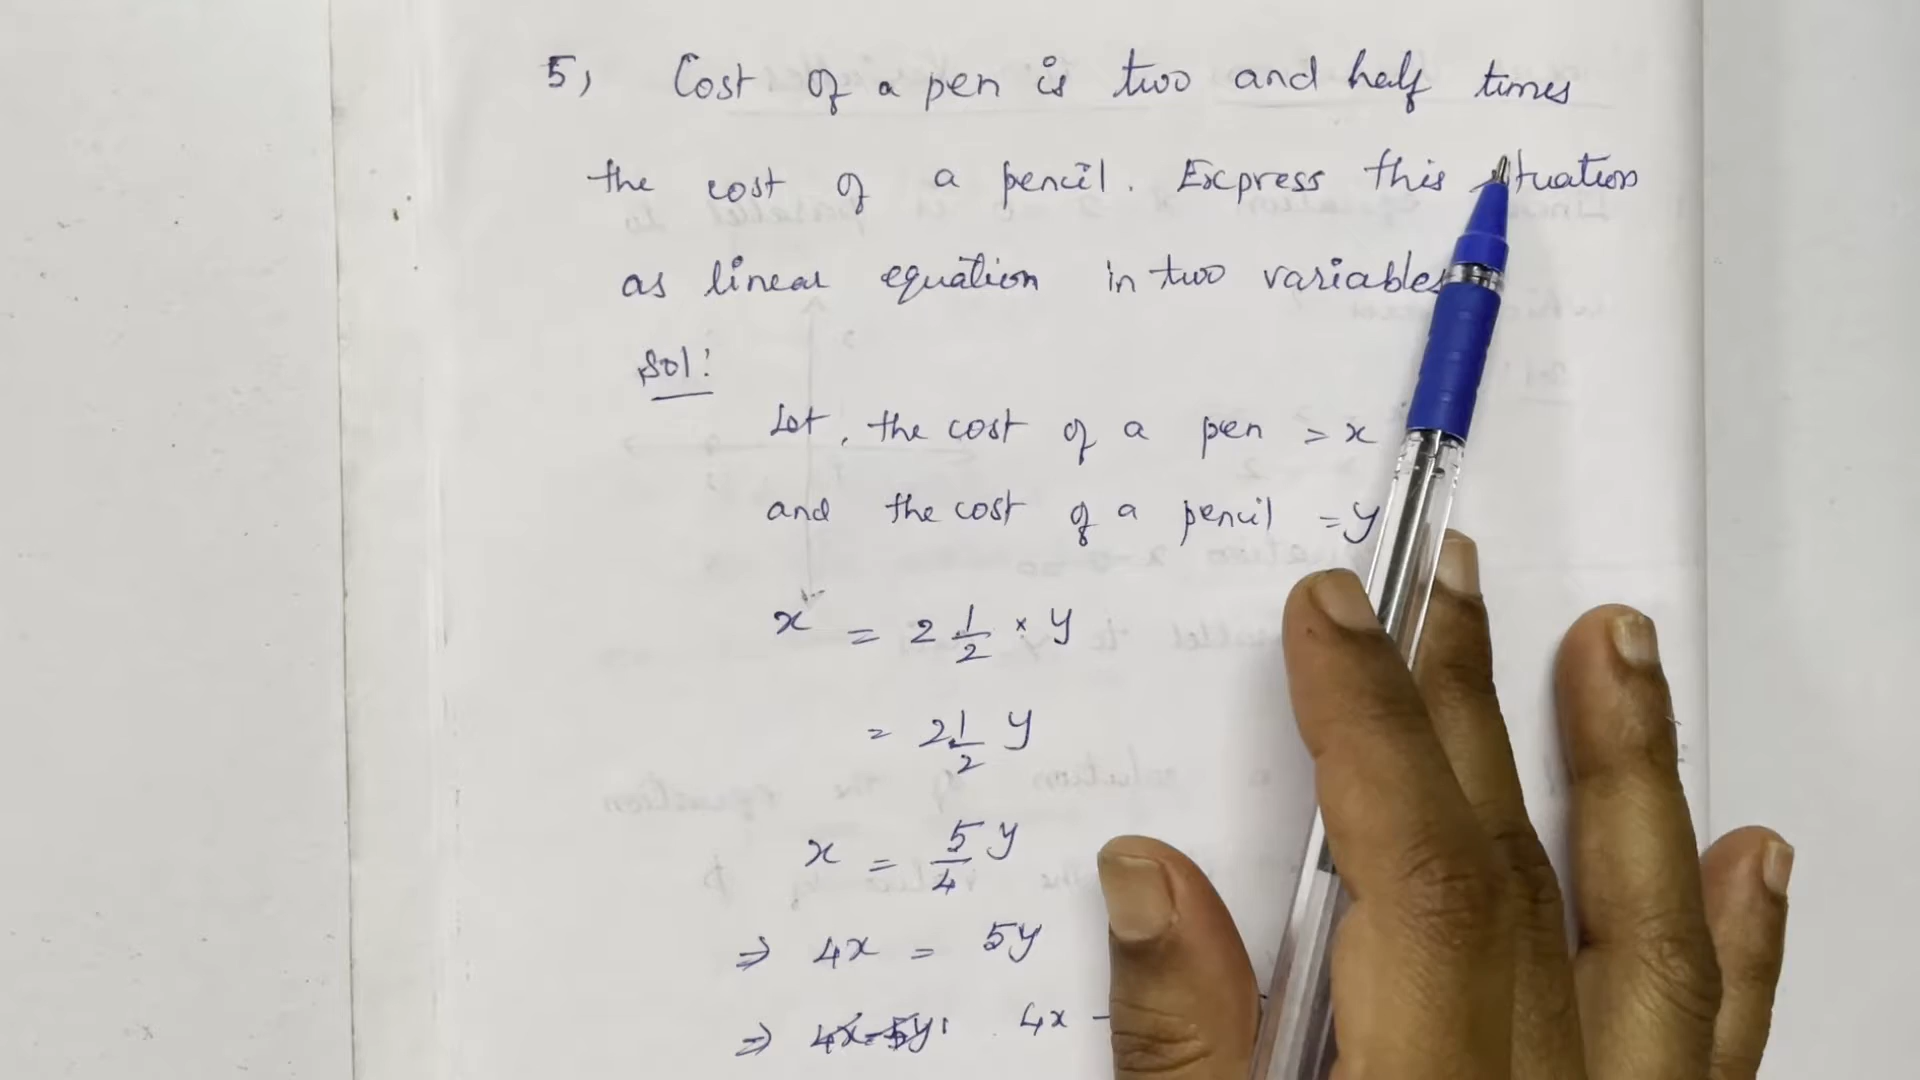 5, Cost of a pen is two and half times
the cost of a pencil. Express this situation
as linear equation in two variables
Sol:
Let, the cost of a pen = x
and the cost of a pencil = y
x = 2 1/2 × y
= 2 1/2 y
x = 5/4 y
⇒ 4x = 5y
⇒ 4x-5y: 4x -